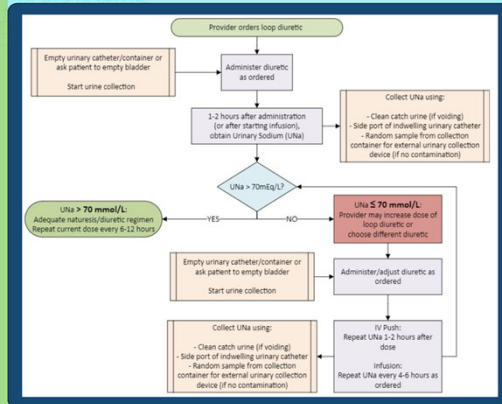 Provider orders loop diuretic
Empty urinary catheter/container or
ask patient to empty bladder
Start urine collection
Administer diuretic
as ordered
1-2 hours after administration
(or after starting infusion),
obtain Urinary Sodium (UNa)
Collect UNa using:
- Clean catch urine (if voiding)
- Side port of indwelling urinary catheter
- Random sample from collection
container for external urinary collection
device (if no contamination)
UNa > 70mEq/L?
UNa > 70 mmol/L:
Adequate natruresis/diuretic regimen
Repeat current dose every 6-12 hours
YES
NO
UNa ≤ 70 mmol/L:
Provider may increase dose of
loop diuretic or
choose different diuretic
Empty urinary catheter/container or
ask patient to empty bladder
Start urine collection
Administer/adjust diuretic as
ordered
Collect UNa using:
- Clean catch urine (if voiding)
- Side port of indwelling urinary catheter
- Random sample from collection
container for external urinary collection
device (if no contamination)
IV Push:
Repeat UNa 1-2 hours after
dose
Infusion:
Repeat UNa every 4-6 hours as
ordered